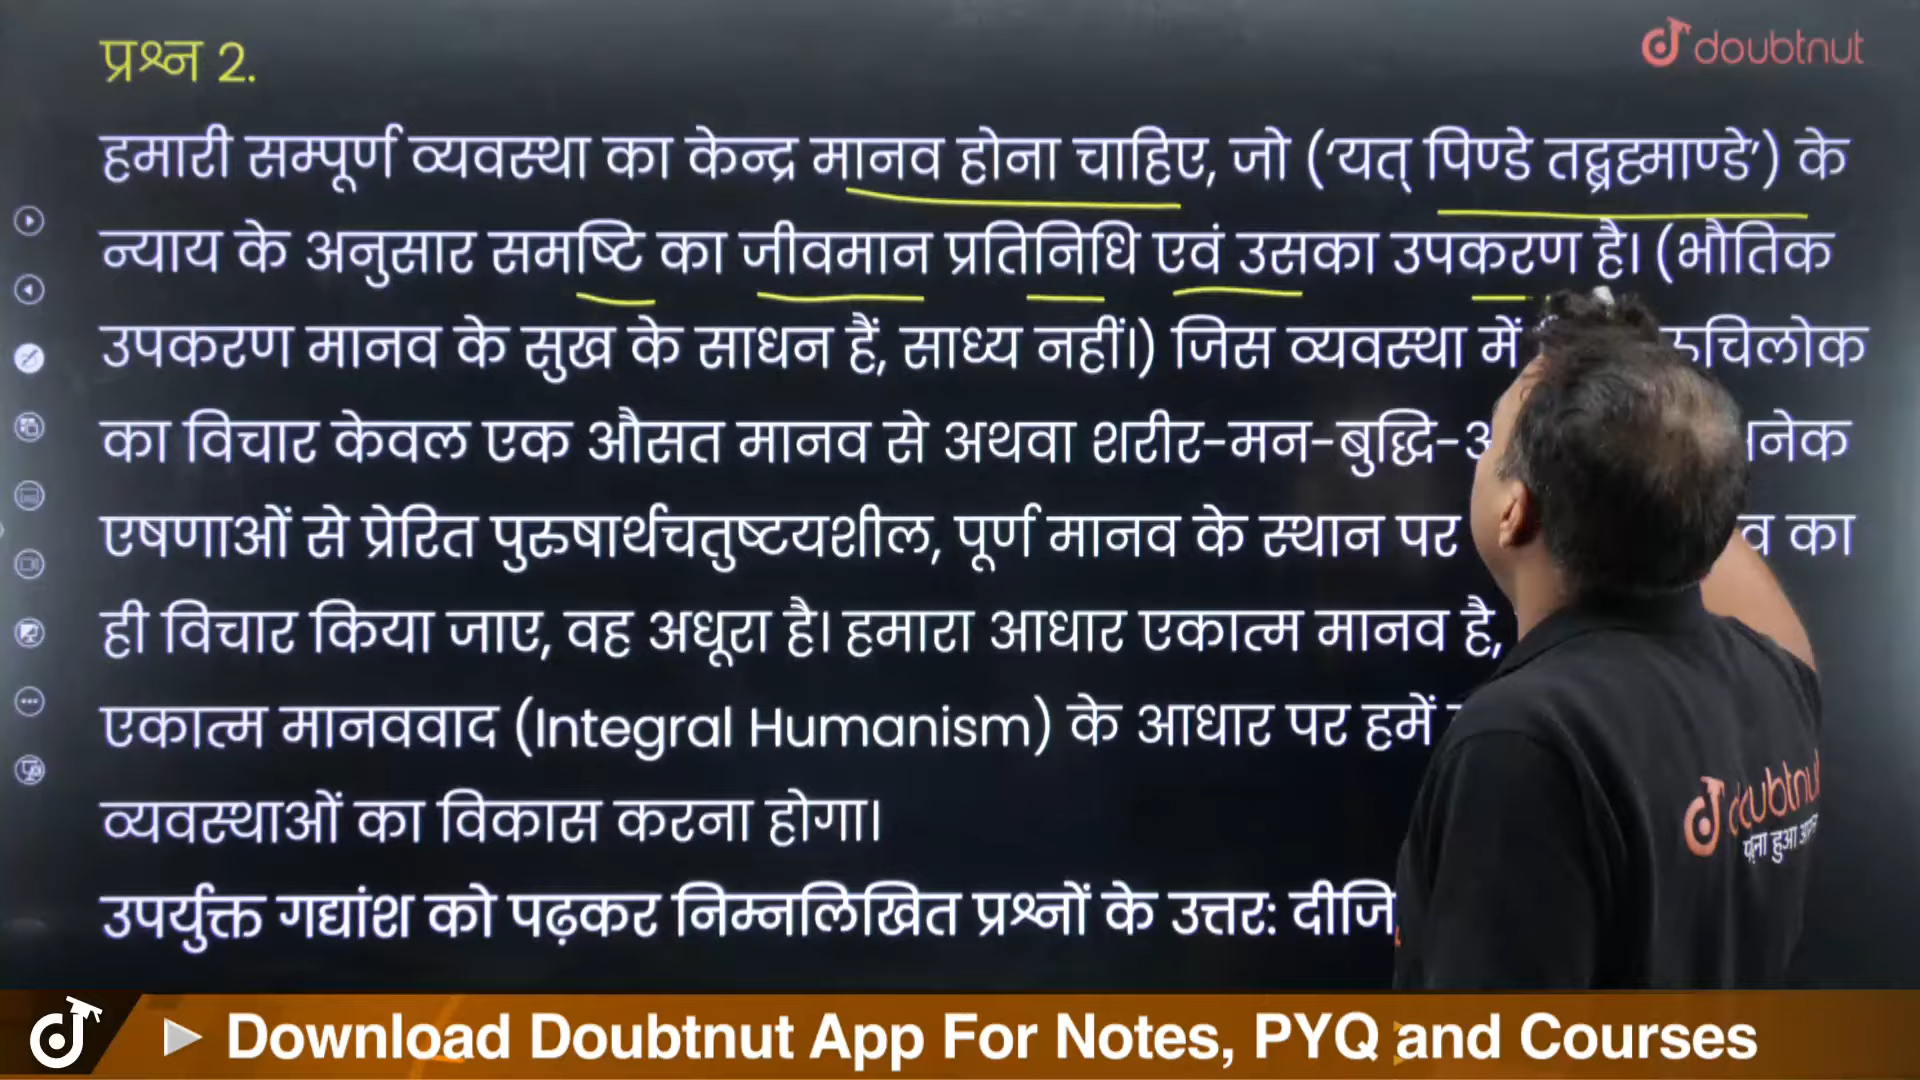 प्रश्न 2.
doubtnut
हमारी सम्पूर्ण व्यवस्था का केन्द्र मानव होना चाहिए, जो ('यत् पिण्डे तद्ब्रह्माण्डे') के
न्याय के अनुसार समष्टि का जीवमान प्रतिनिधि एवं उसका उपकरण है। (भौतिक
उपकरण मानव के सुख के साधन हैं, साध्य नहीं।) जिस व्यवस्था में
का विचार केवल एक औसत मानव से अथवा शरीर-मन-बुद्धि-
एषणाओं से प्रेरित पुरुषार्थचतुष्टयशील, पूर्ण मानव के स्थान पर का
ही विचार किया जाए, वह अधूरा है। हमारा आधार एकात्म मानव है,
एकात्म मानववाद (Integral Humanism) के आधार पर हमें
व्यवस्थाओं का विकास करना होगा।
उपर्युक्त गद्यांश को पढ़कर निम्नलिखित प्रश्नों के उत्तर: दीजि
doubtnut
Download Doubtnut App For Notes, PYQ and Courses